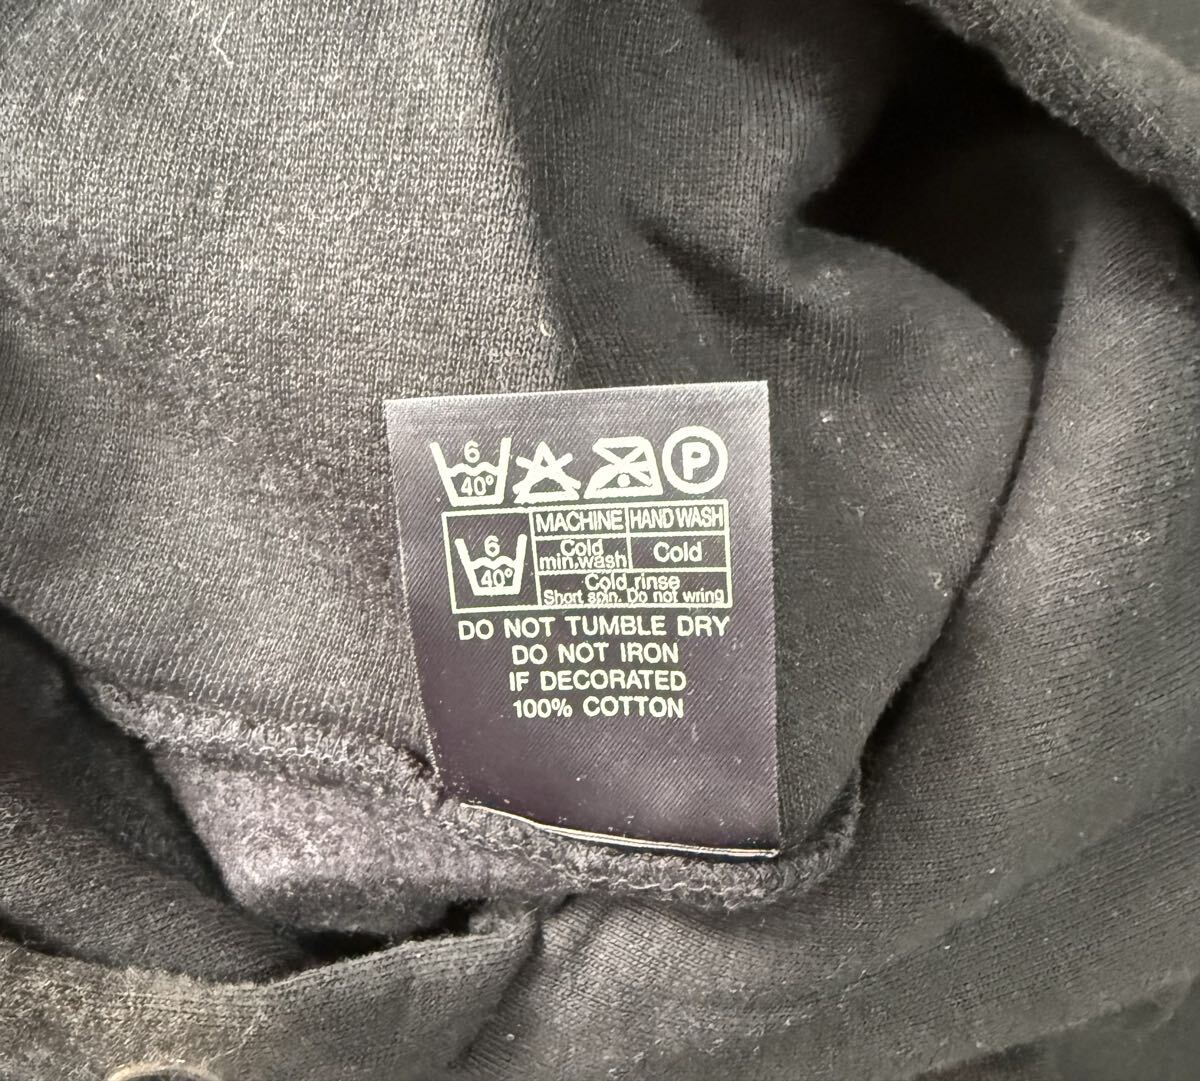 6 40° P
MACHINE HAND WASH
6 40° Cold min.wash Cold
Cold rinse
Short spin. Do not wring
DO NOT TUMBLE DRY
DO NOT IRON
IF DECORATED
100% COTTON